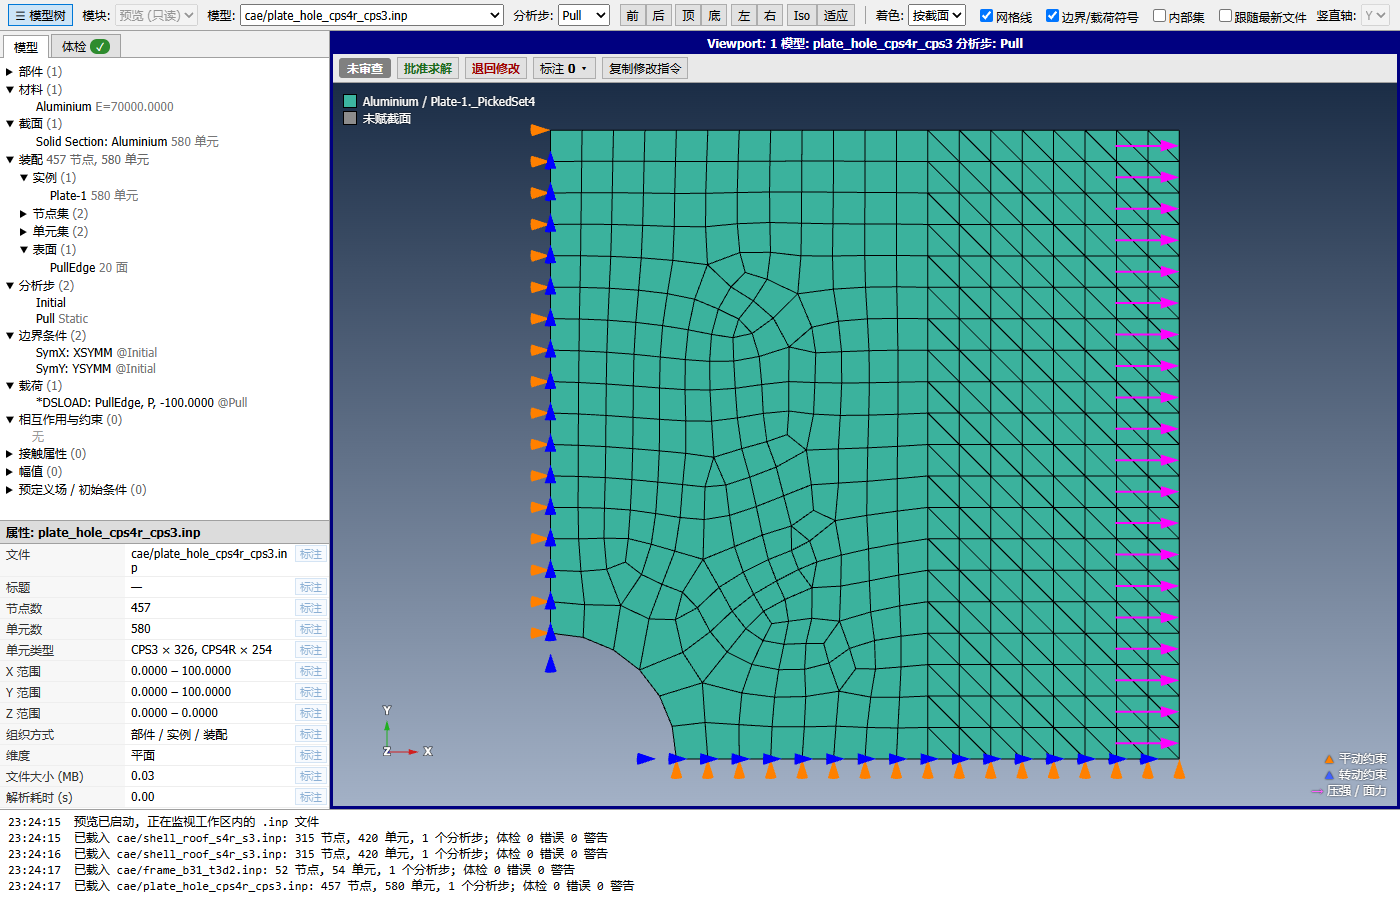 ☰ 模型树 模块: 预览 (只读) 模型: cae/plate_hole_cps4r_cps3.inp 分析步: Pull 前 后 顶 底 左 右 Iso 适应 着色: 按截面 网格线 边界/载荷符号 内部集 跟随最新文件 竖直轴: Y
模型 体检 ✓
Viewport: 1 模型: plate_hole_cps4r_cps3 分析步: Pull
未审查 批准求解 退回修改 标注 0 复制修改指令
Aluminium / Plate-1._PickedSet4
未赋截面
部件 (1)
材料 (1)
Aluminium E=70000.0000
截面 (1)
Solid Section: Aluminium 580 单元
装配 457 节点, 580 单元
实例 (1)
Plate-1 580 单元
节点集 (2)
单元集 (2)
表面 (1)
PullEdge 20 面
分析步 (2)
Initial
Pull Static
边界条件 (2)
SymX: XSYMM @Initial
SymY: YSYMM @Initial
载荷 (1)
*DSLOAD: PullEdge, P, -100.0000 @Pull
相互作用与约束 (0)
无
接触属性 (0)
幅值 (0)
预定义场 / 初始条件 (0)
属性: plate_hole_cps4r_cps3.inp
文件 cae/plate_hole_cps4r_cps3.in
p 标注
标题 — 标注
节点数 457 标注
单元数 580 标注
单元类型 CPS3 × 326, CPS4R × 254 标注
X 范围 0.0000 – 100.0000 标注
Y 范围 0.0000 – 100.0000 标注
Z 范围 0.0000 – 0.0000 标注
组织方式 部件 / 实例 / 装配 标注
维度 平面 标注
文件大小 (MB) 0.03 标注
解析耗时 (s) 0.00 标注
Y
Z X
平动约束
转动约束
压强 / 面力
23:24:15 预览已启动, 正在监视工作区内的 .inp 文件
23:24:15 已载入 cae/shell_roof_s4r_s3.inp: 315 节点, 420 单元, 1 个分析步; 体检 0 错误 0 警告
23:24:16 已载入 cae/shell_roof_s4r_s3.inp: 315 节点, 420 单元, 1 个分析步; 体检 0 错误 0 警告
23:24:17 已载入 cae/frame_b31_t3d2.inp: 52 节点, 54 单元, 1 个分析步; 体检 0 错误 0 警告
23:24:17 已载入 cae/plate_hole_cps4r_cps3.inp: 457 节点, 580 单元, 1 个分析步; 体检 0 错误 0 警告